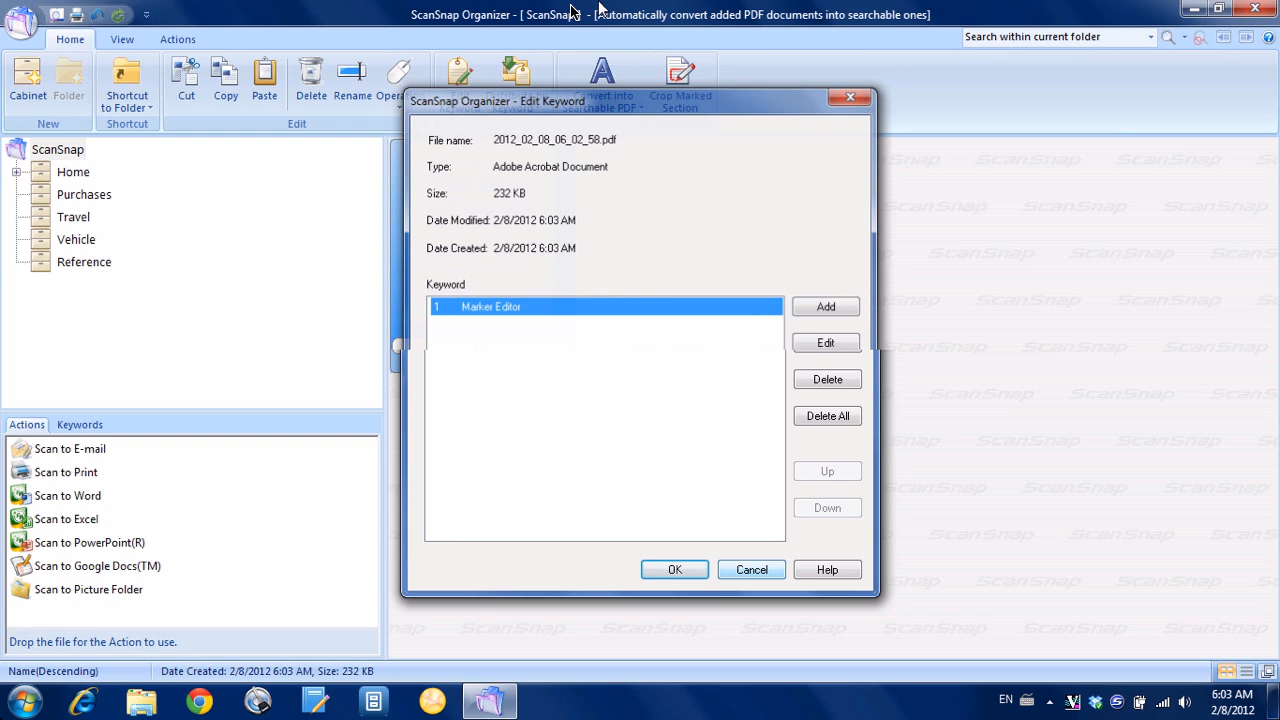 ScanSnap Organizer - [ ScanSnap] - [Automatically convert added PDF documents into searchable ones]
Home View Actions
Search within current folder
Cabinet Folder Shortcut to Folder Cut Copy Paste Delete Rename
Convert into Searchable PDF Crop Marked Section
New Shortcut Edit
ScanSnap
Home
Purchases
Travel
Vehicle
Reference
Actions Keywords
Scan to E-mail
Scan to Print
Scan to Word
Scan to Excel
Scan to PowerPoint(R)
Scan to Google Docs(TM)
Scan to Picture Folder
Drop the file for the Action to use.
ScanSnap Organizer - Edit Keyword
File name: 2012_02_08_06_02_58.pdf
Type: Adobe Acrobat Document
Size: 232 KB
Date Modified: 2/8/2012 6:03 AM
Date Created: 2/8/2012 6:03 AM
Keyword
1 Marker Editor
Add
Edit
Delete
Delete All
Up
Down
OK Cancel Help
Name(Descending) Date Created: 2/8/2012 6:03 AM, Size: 232 KB
EN
6:03 AM
2/8/2012